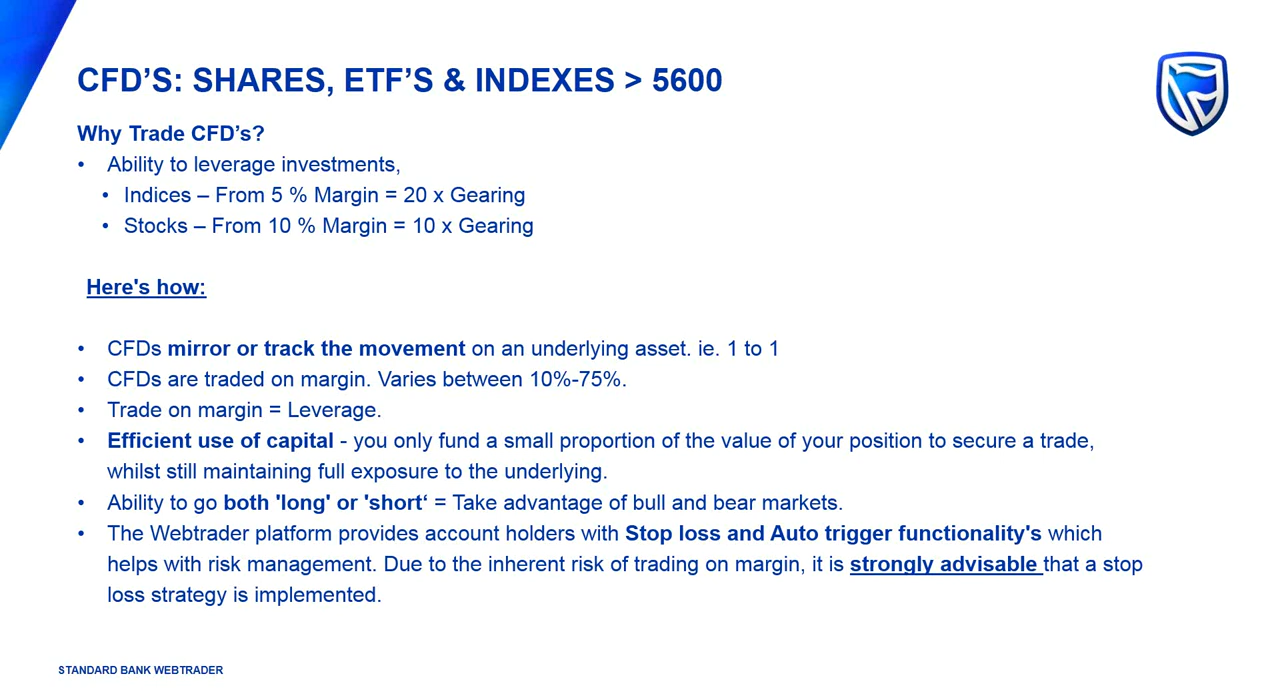 CFD’S: SHARES, ETF’S & INDEXES > 5600
Why Trade CFD’s?
• Ability to leverage investments,
• Indices – From 5 % Margin = 20 x Gearing
• Stocks – From 10 % Margin = 10 x Gearing
Here's how:
• CFDs mirror or track the movement on an underlying asset. ie. 1 to 1
• CFDs are traded on margin. Varies between 10%-75%.
• Trade on margin = Leverage.
• Efficient use of capital - you only fund a small proportion of the value of your position to secure a trade,
whilst still maintaining full exposure to the underlying.
• Ability to go both 'long' or 'short‘ = Take advantage of bull and bear markets.
• The Webtrader platform provides account holders with Stop loss and Auto trigger functionality's which
helps with risk management. Due to the inherent risk of trading on margin, it is strongly advisable that a stop
loss strategy is implemented.
STANDARD BANK WEBTRADER